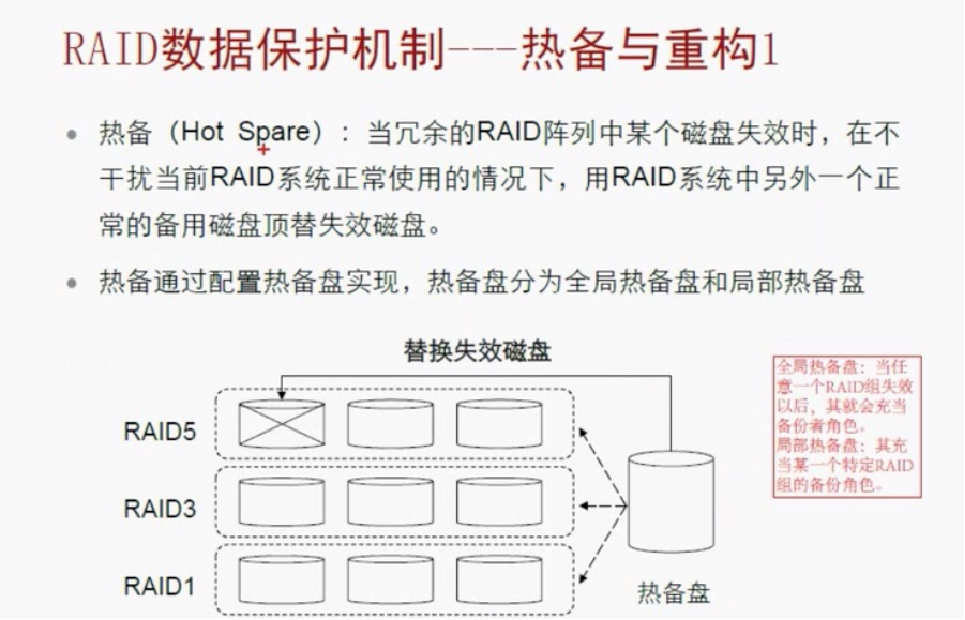 RAID数据保护机制---热备与重构1
热备（Hot Spare）：当冗余的RAID阵列中某个磁盘失效时，在不
干扰当前RAID系统正常使用的情况下，用RAID系统中另外一个正
常的备用磁盘顶替失效磁盘。
热备通过配置热备盘实现，热备盘分为全局热备盘和局部热备盘
替换失效磁盘
RAID5
RAID3
RAID1
热备盘
全局热备盘：当任
意一个RAID组失效
以后，其就会充当
备份者角色。
局部热备盘：其充
当某一个特定RAID
组的备份角色。